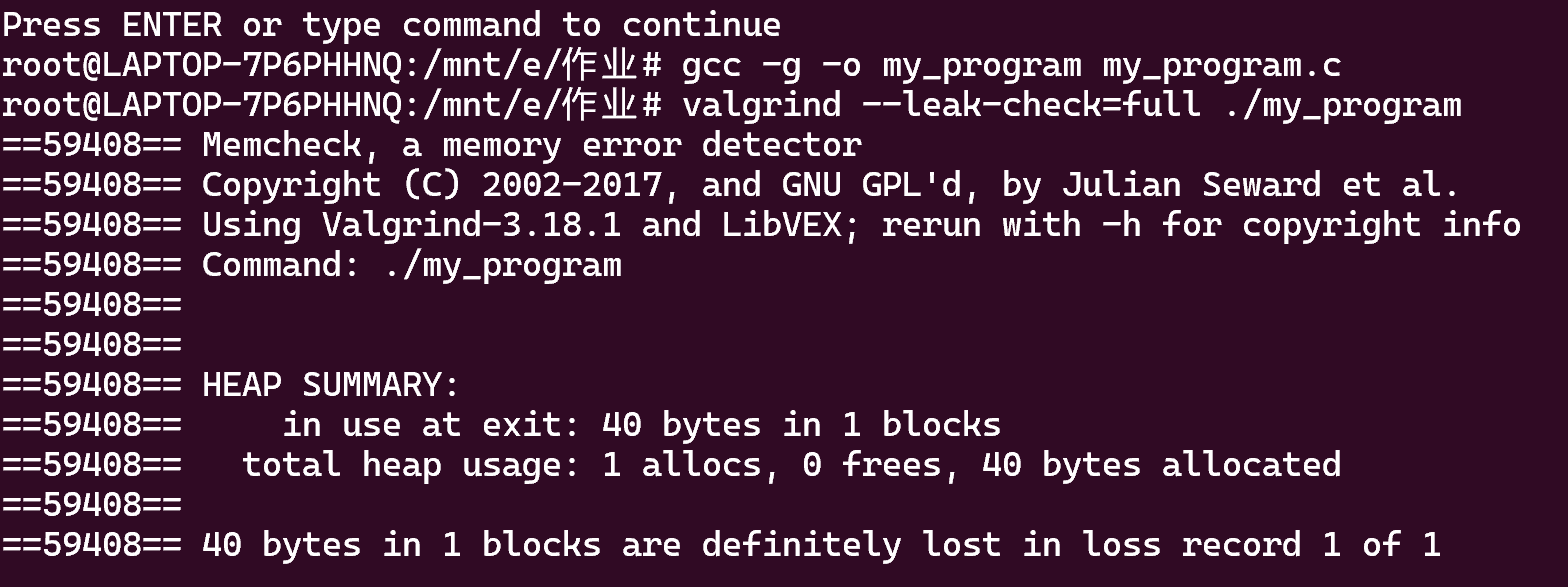 Press ENTER or type command to continue
root@LAPTOP-7P6PHHNQ:/mnt/e/作业# gcc -g -o my_program my_program.c
root@LAPTOP-7P6PHHNQ:/mnt/e/作业# valgrind --leak-check=full ./my_program
==59408== Memcheck, a memory error detector
==59408== Copyright (C) 2002-2017, and GNU GPL'd, by Julian Seward et al.
==59408== Using Valgrind-3.18.1 and LibVEX; rerun with -h for copyright info
==59408== Command: ./my_program
==59408==
==59408==
==59408== HEAP SUMMARY:
==59408==     in use at exit: 40 bytes in 1 blocks
==59408==   total heap usage: 1 allocs, 0 frees, 40 bytes allocated
==59408==
==59408== 40 bytes in 1 blocks are definitely lost in loss record 1 of 1